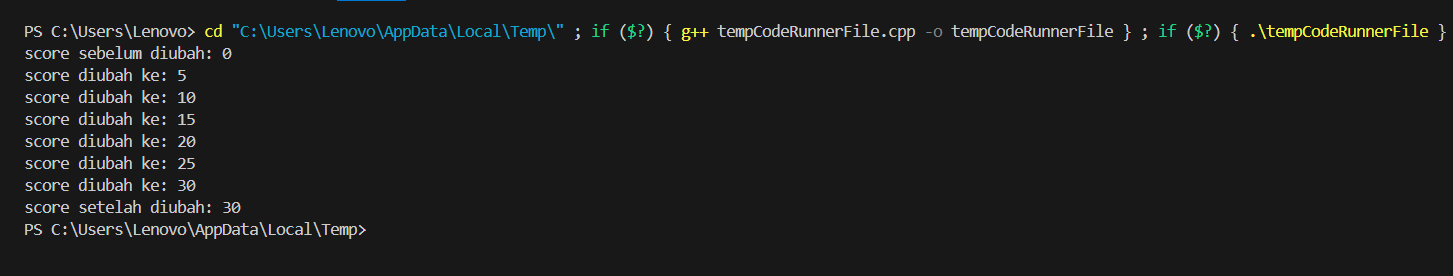 PS C:\Users\Lenovo> cd "C:\Users\Lenovo\AppData\Local\Temp\" ; if ($?) { g++ tempCodeRunnerFile.cpp -o tempCodeRunnerFile } ; if ($?) { .\tempCodeRunnerFile }
score sebelum diubah: 0
score diubah ke: 5
score diubah ke: 10
score diubah ke: 15
score diubah ke: 20
score diubah ke: 25
score diubah ke: 30
score setelah diubah: 30
PS C:\Users\Lenovo\AppData\Local\Temp>